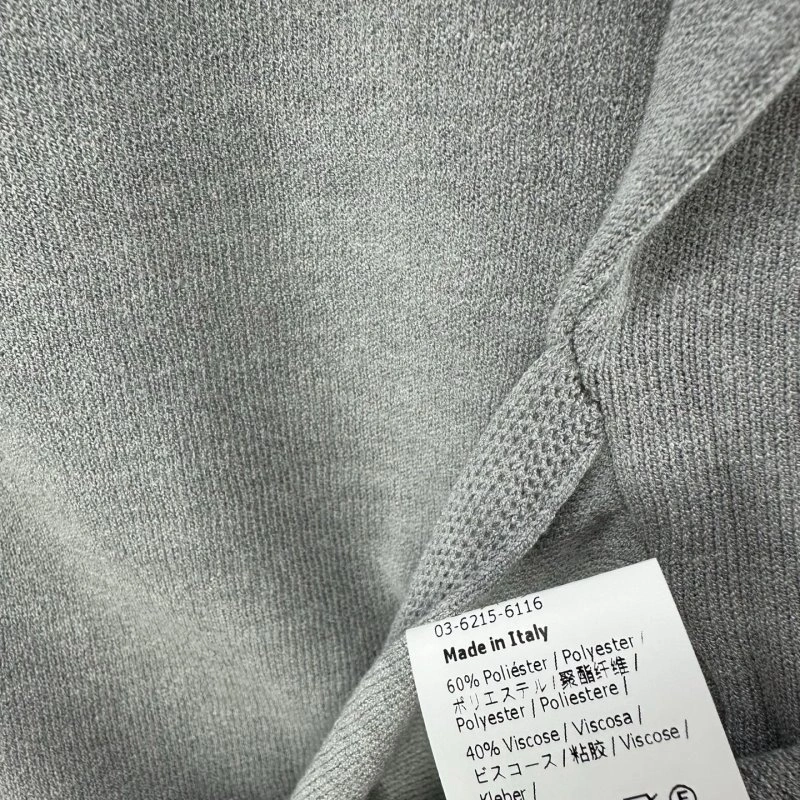 03-6215-6116
Made in Italy
60% Poliéster / Polyester /
ポリエステル / 聚酯纤维 /
Polyester / Poliestere /
40% Viscose / Viscosa /
ビスコース / 粘胶 / Viscose /
Kleber /